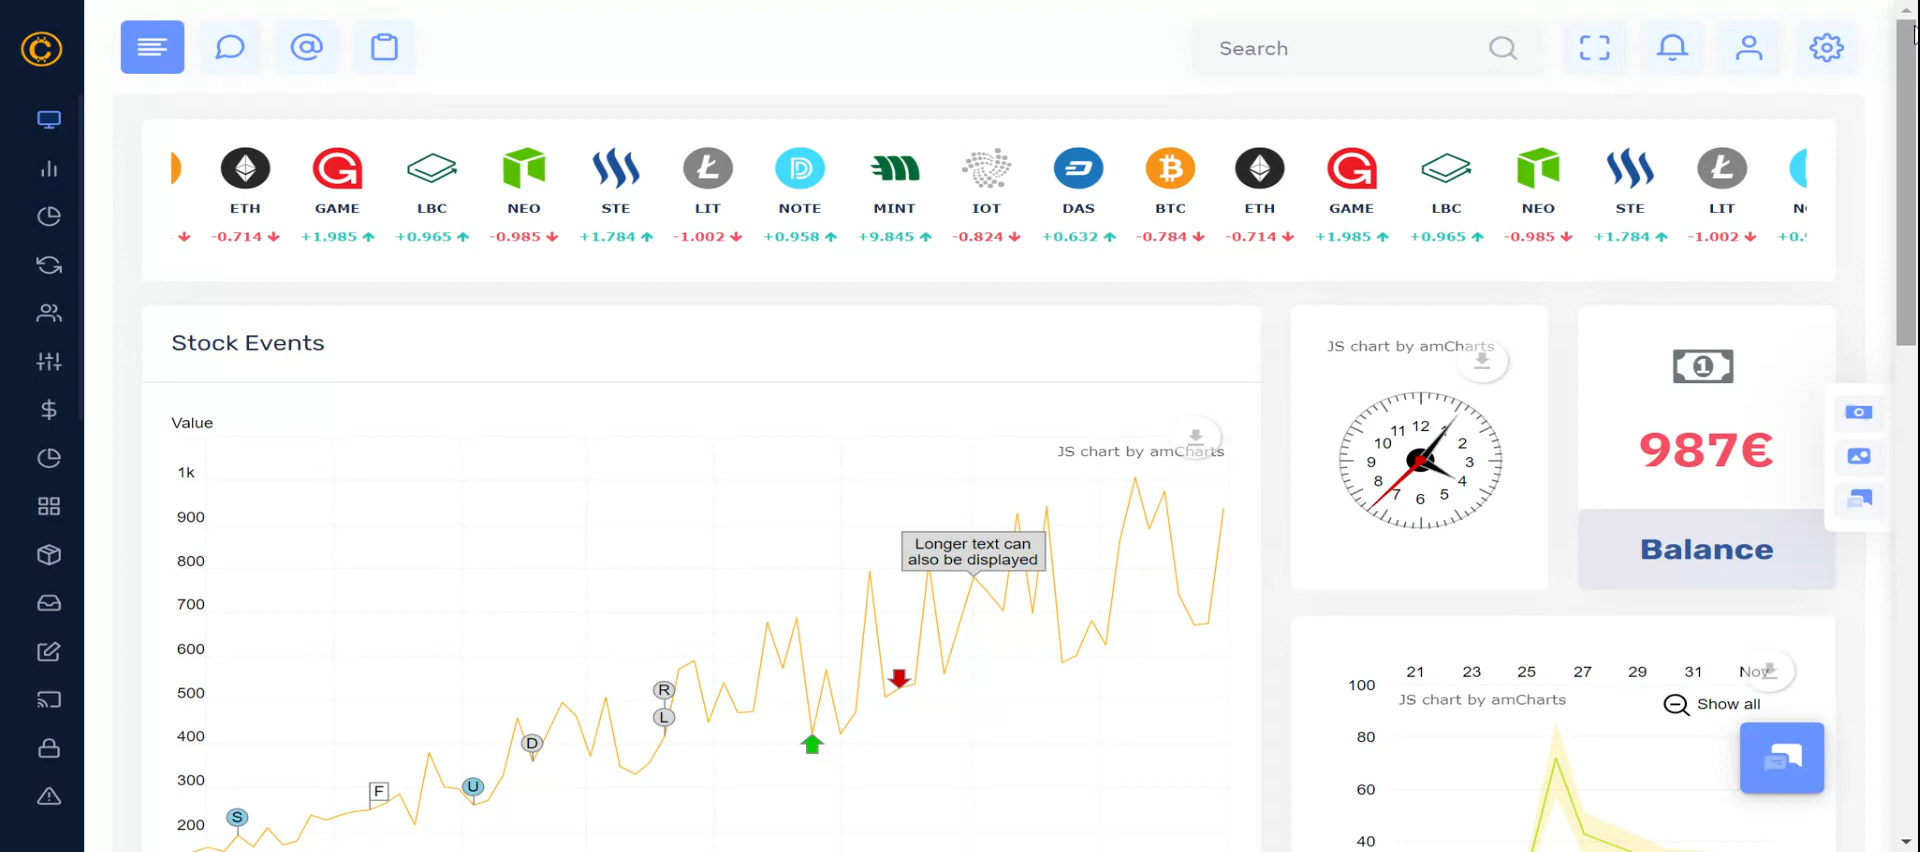 Search
ETH GAME LBC NEO STE LIT NOTE MINT IOT DAS BTC ETH GAME LBC NEO STE LIT
-0.714 +1.985 +0.965 -0.985 +1.784 -1.002 +0.958 +9.845 -0.824 +0.632 -0.784 -0.714 +1.985 +0.965 -0.985 +1.784 -1.002
Stock Events
Value
JS chart by amCharts
1k
900
800
700
600
500
400
300
200
Longer text can
also be displayed
R
L
D
F
U
S
JS chart by amCharts
12
1
2
3
4
5
6
7
8
9
10
11
987€
Balance
21 23 25 27 29 31 Nov
JS chart by amCharts
Show all
100
80
60
40